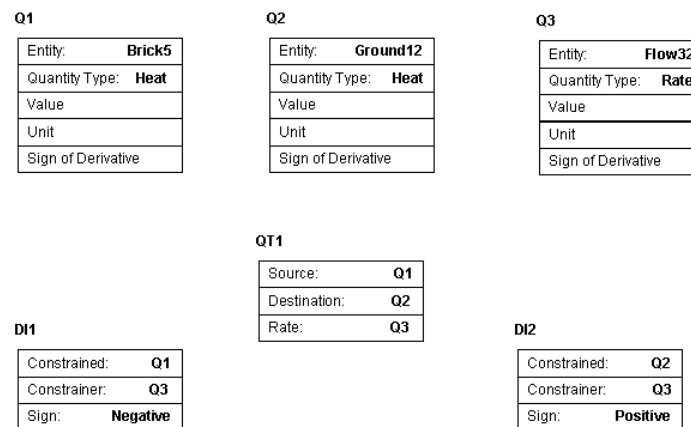 Q1
Entity: Brick5
Quantity Type: Heat
Value
Unit
Sign of Derivative
Q2
Entity: Ground12
Quantity Type: Heat
Value
Unit
Sign of Derivative
Q3
Entity: Flow32
Quantity Type: Rate
Value
Unit
Sign of Derivative
QT1
Source: Q1
Destination: Q2
Rate: Q3
DI1
Constrained: Q1
Constrainer: Q3
Sign: Negative
DI2
Constrained: Q2
Constrainer: Q3
Sign: Positive